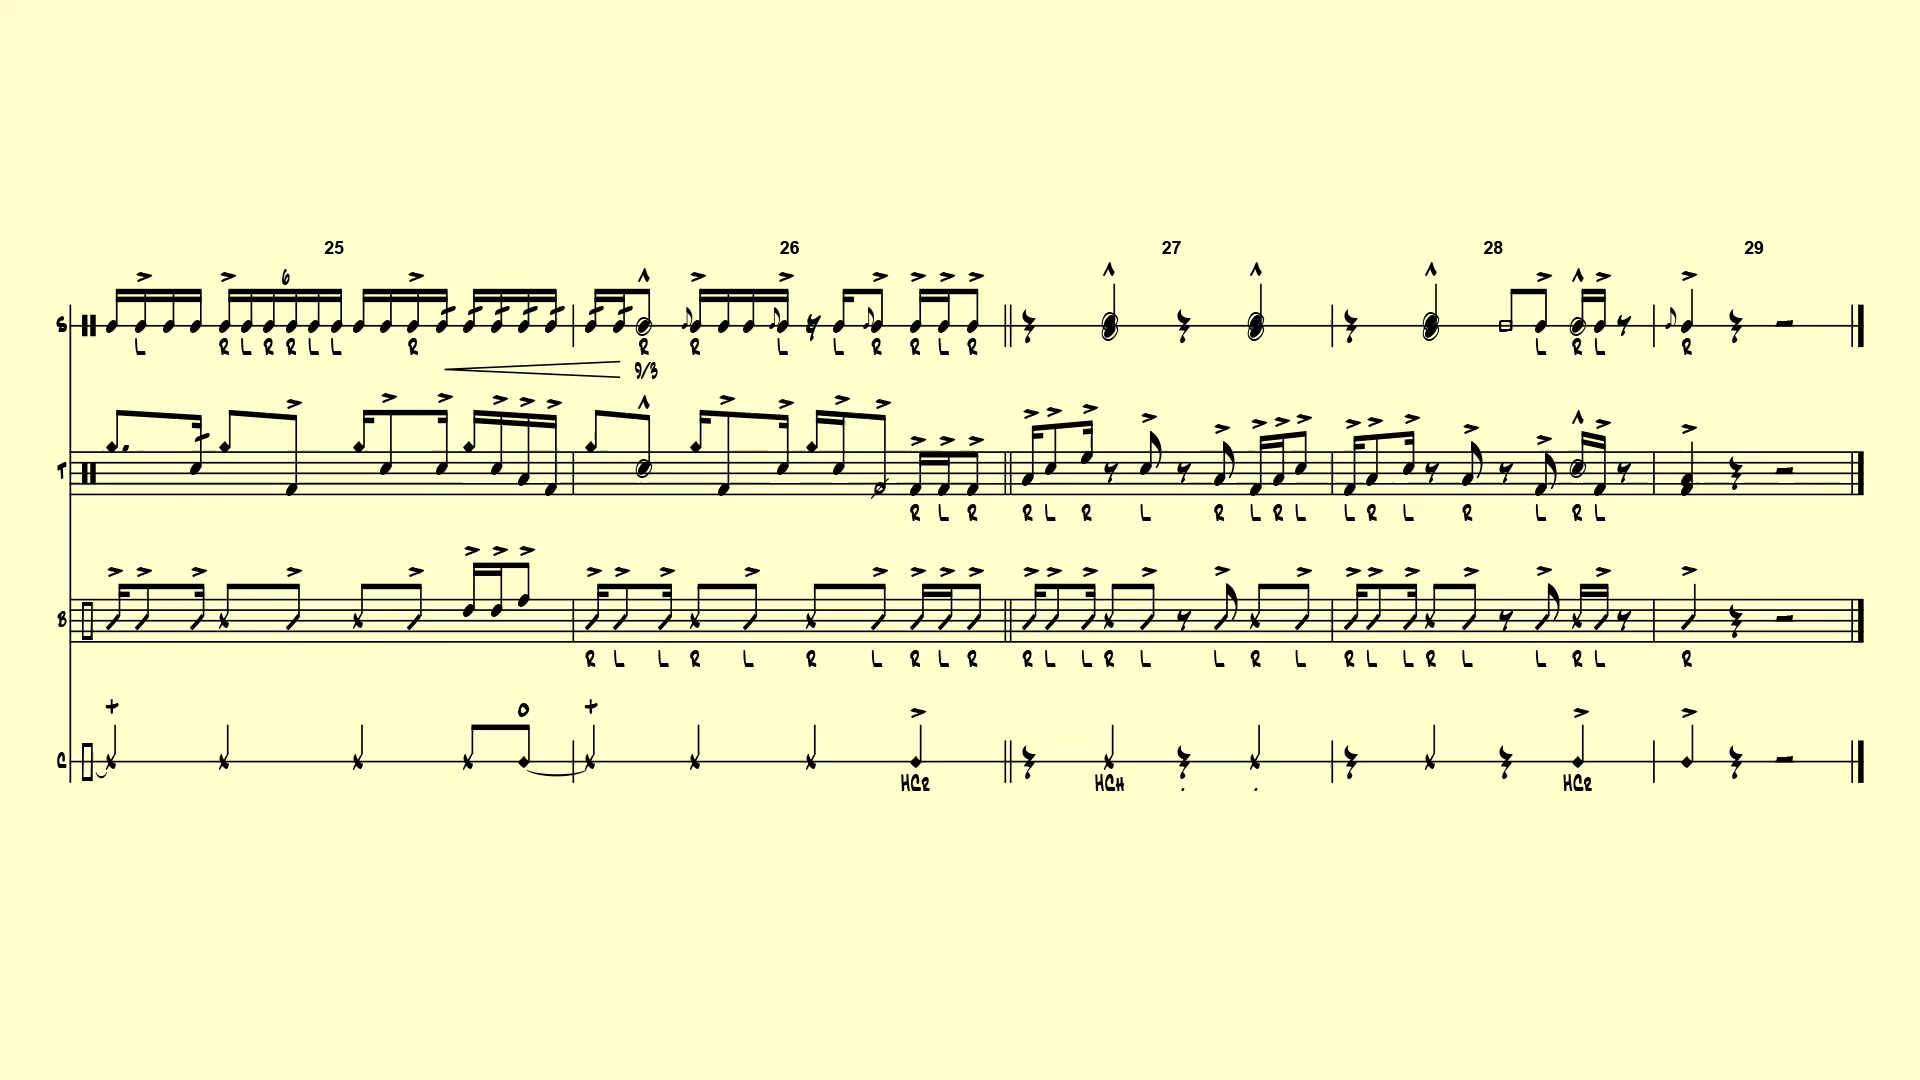 25 26 27 28 29
6
S
L R L R R L L R R R L L R R L R L R L R
9/3
T
R L R R L R L R L R L R L R L R L
B
R L L R L R L R L R R L L R L L R L R L L R L L R L R
C
HCR HCH . . HCR